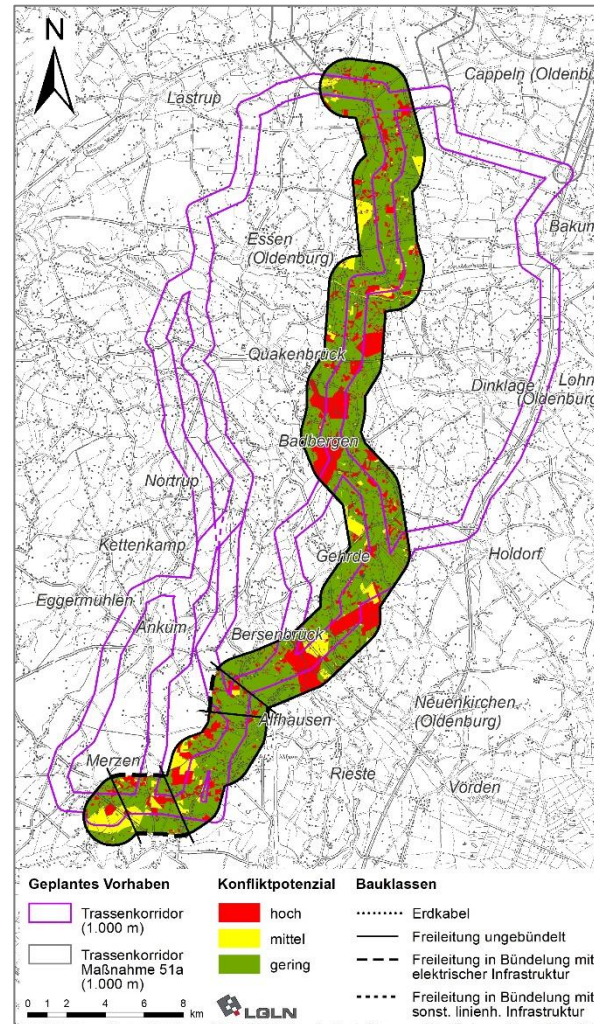 N
Cappeln (Oldenbu
Lastrup
Bakum
Essen
(Oldenburg)
Quakenbrück
Dinklage
Lohn
(Oldenburg
Badbergen
Nortrup
Kettenkamp
Gehrde
Holdorf
Eggermühlen
Ankum
Bersenbrück
Neuenkirchen
(Oldenburg)
Alfhausen
Merzen
Rieste
Vörden
Geplantes Vorhaben
Trassenkorridor
(1.000 m)
Trassenkorridor
Maßnahme 51a
(1.000 m)
0 1 2 4 6 8
km
Konfliktpotenzial
hoch
mittel
gering
LGLN
Bauklassen
Erdkabel
Freileitung ungebündelt
Freileitung in Bündelung mit
elektrischer Infrastruktur
Freileitung in Bündelung mit
sonst. linienh. Infrastruktur